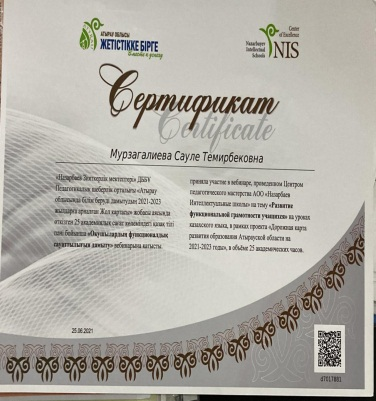 АТЫРАУ ОБЛЫСЫ
ЖЕТІСТІККЕ БІРГЕ
Вместе к успеху
Nazarbayev
Intellectual
Schools
Center
of Excellence
NIS
Сертификат
Certificate
Мурзагалиева Сауле Темирбековна
«Назарбаев Зияткерлік мектептері» ДББҰ
Педагогикалық шеберлік орталығы «Атырау
облысында білім беруді дамытудың 2021-2023
жылдарға арналған Жол картасы» жобасы аясында
өткізген 25 академиялық сағат көлеміндегі қазақ тілі
пәні бойынша «Оқушылардың функционалдық
сауаттылығын дамыту» вебинарына қатысты.
приняла участие в вебинаре, проведенном Центром
педагогического мастерства АОО «Назарбаев
Интеллектуальные школы» на тему «Развитие
функциональной грамотности учащихся» на уроках
казахского языка, в рамках проекта «Дорожная карта
развития образования Атырауской области на
2021-2023 годы», в объёме 25 академических часов.
25.06.2021